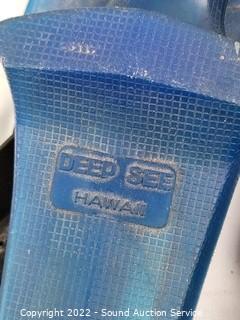 DEEP SEE
HAWAII
Copyright © 2022 - Sound Auction Service